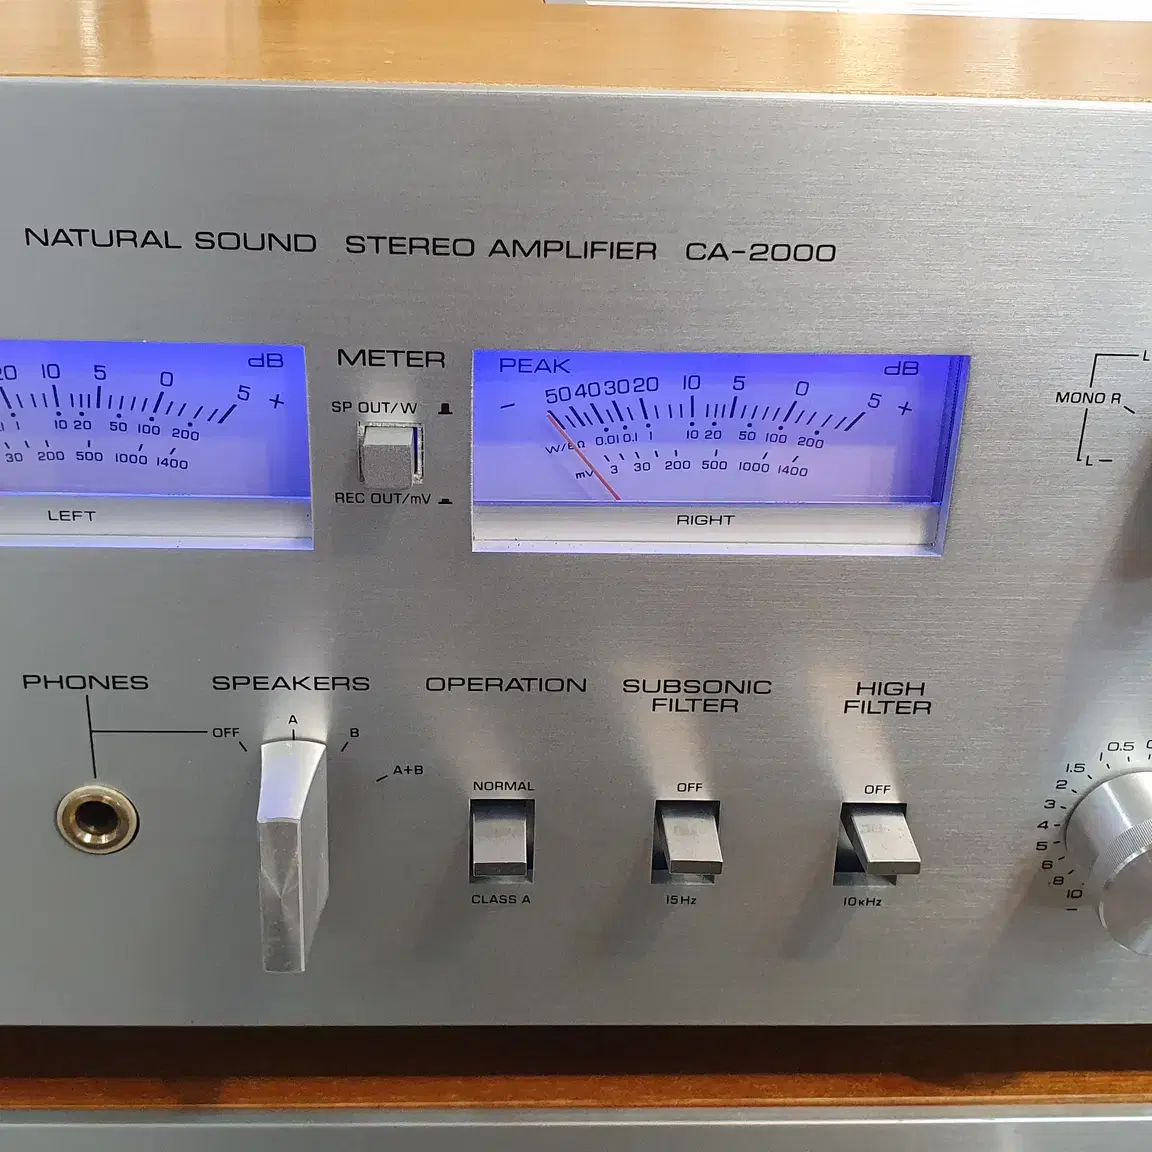 NATURAL SOUND STEREO AMPLIFIER CA-2000
20 10 5 0 5 +
dB
1 10 20 50 100 200
30 200 500 1000 1400
LEFT
METER
SP OUT/W
REC OUT/mV
PEAK
dB
- 50 40 30 20 10 5 0 5 +
W/8Ω 0.01 0.1 1 10 20 50 100 200
mV 3 30 200 500 1000 1400
RIGHT
L
MONO R
L
PHONES
SPEAKERS
OFF A B A+B
OPERATION
NORMAL
CLASS A
SUBSONIC
FILTER
OFF
15Hz
HIGH
FILTER
OFF
10kHz
0.5
1.5
2
3
4
5
6
8
10